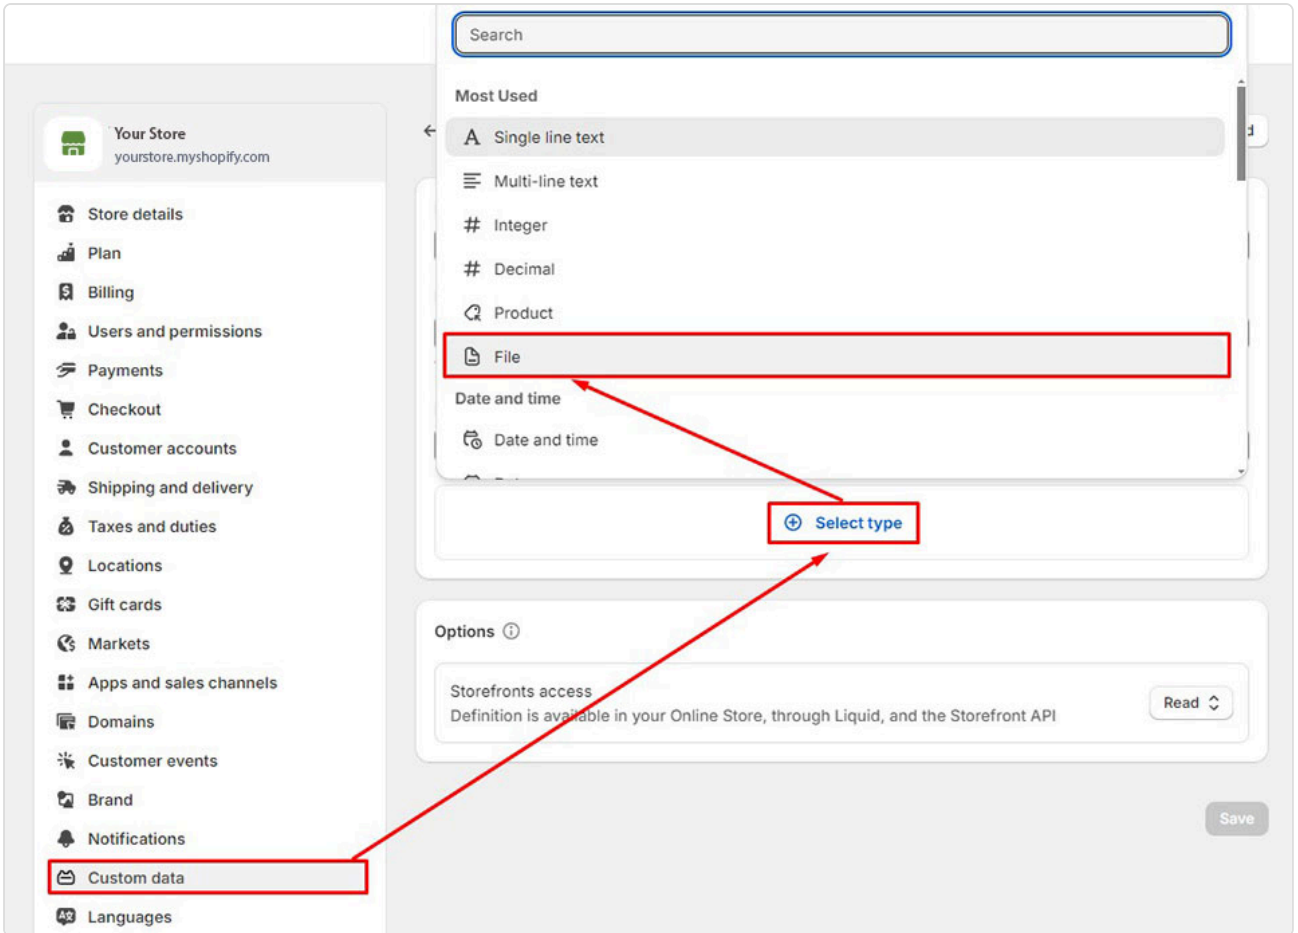 Search
Most Used
Single line text
Multi-line text
Integer
Decimal
Product
File
Date and time
Date and time
Your Store
yourstore.myshopify.com
Store details
Plan
Billing
Users and permissions
Payments
Checkout
Customer accounts
Shipping and delivery
Taxes and duties
Locations
Gift cards
Markets
Apps and sales channels
Domains
Customer events
Brand
Notifications
Custom data
Languages
Select type
Options
Storefronts access
Definition is available in your Online Store, through Liquid, and the Storefront API
Read
Save